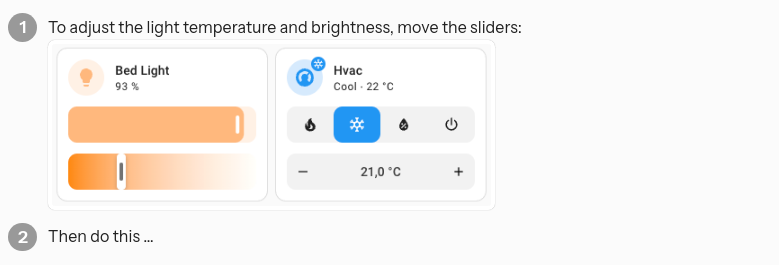 1 To adjust the light temperature and brightness, move the sliders:
Bed Light
93 %
Hvac
Cool · 22 °C
− 21,0 °C +
2 Then do this ...